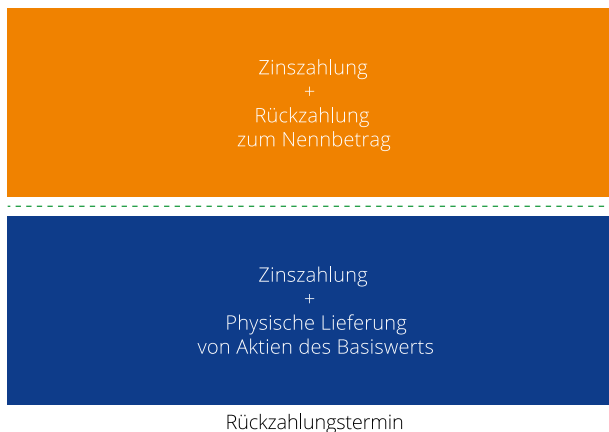 Zinszahlung
+
Rückzahlung
zum Nennbetrag
Zinszahlung
+
Physische Lieferung
von Aktien des Basiswerts
Rückzahlungstermin